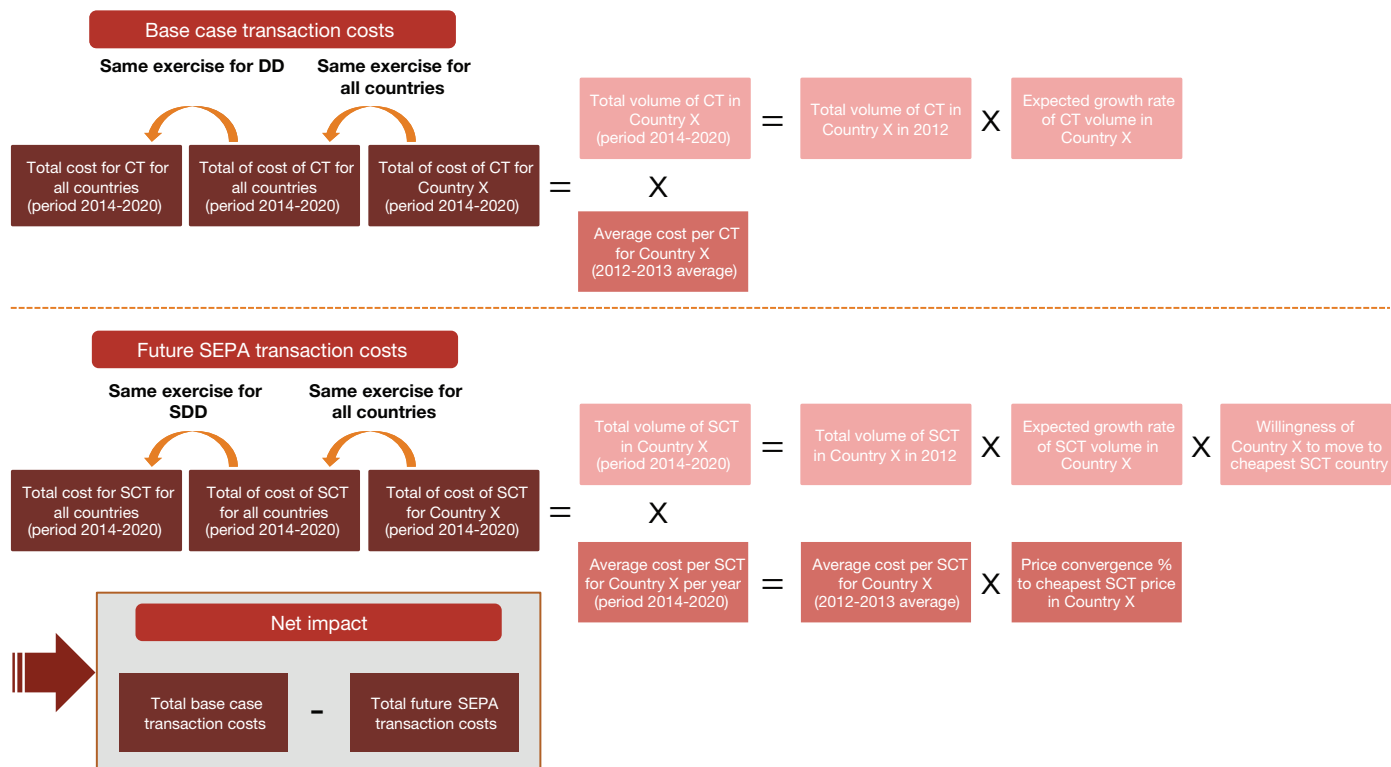 Base case transaction costs
Same exercise for DD
Same exercise for
all countries
Total cost for CT for
all countries
(period 2014-2020)
Total of cost of CT for
all countries
(period 2014-2020)
Total of cost of CT for
Country X
(period 2014-2020)
=
Total volume of CT in
Country X
(period 2014-2020)
=
Total volume of CT in
Country X in 2012
X
Expected growth rate
of CT volume in
Country X
X
Average cost per CT
for Country X
(2012-2013 average)
Future SEPA transaction costs
Same exercise for
SDD
Same exercise for
all countries
Total cost for SCT for
all countries
(period 2014-2020)
Total of cost of SCT
for all countries
(period 2014-2020)
Total of cost of SCT
for Country X
(period 2014-2020)
=
Total volume of SCT
in Country X
(period 2014-2020)
=
Total volume of SCT
in Country X in 2012
X
Expected growth rate
of SCT volume in
Country X
X
Willingness of
Country X to move to
cheapest SCT country
X
Average cost per SCT
for Country X per year
(period 2014-2020)
=
Average cost per SCT
for Country X
(2012-2013 average)
X
Price convergence %
to cheapest SCT price
in Country X
Net impact
Total base case
transaction costs
-
Total future SEPA
transaction costs